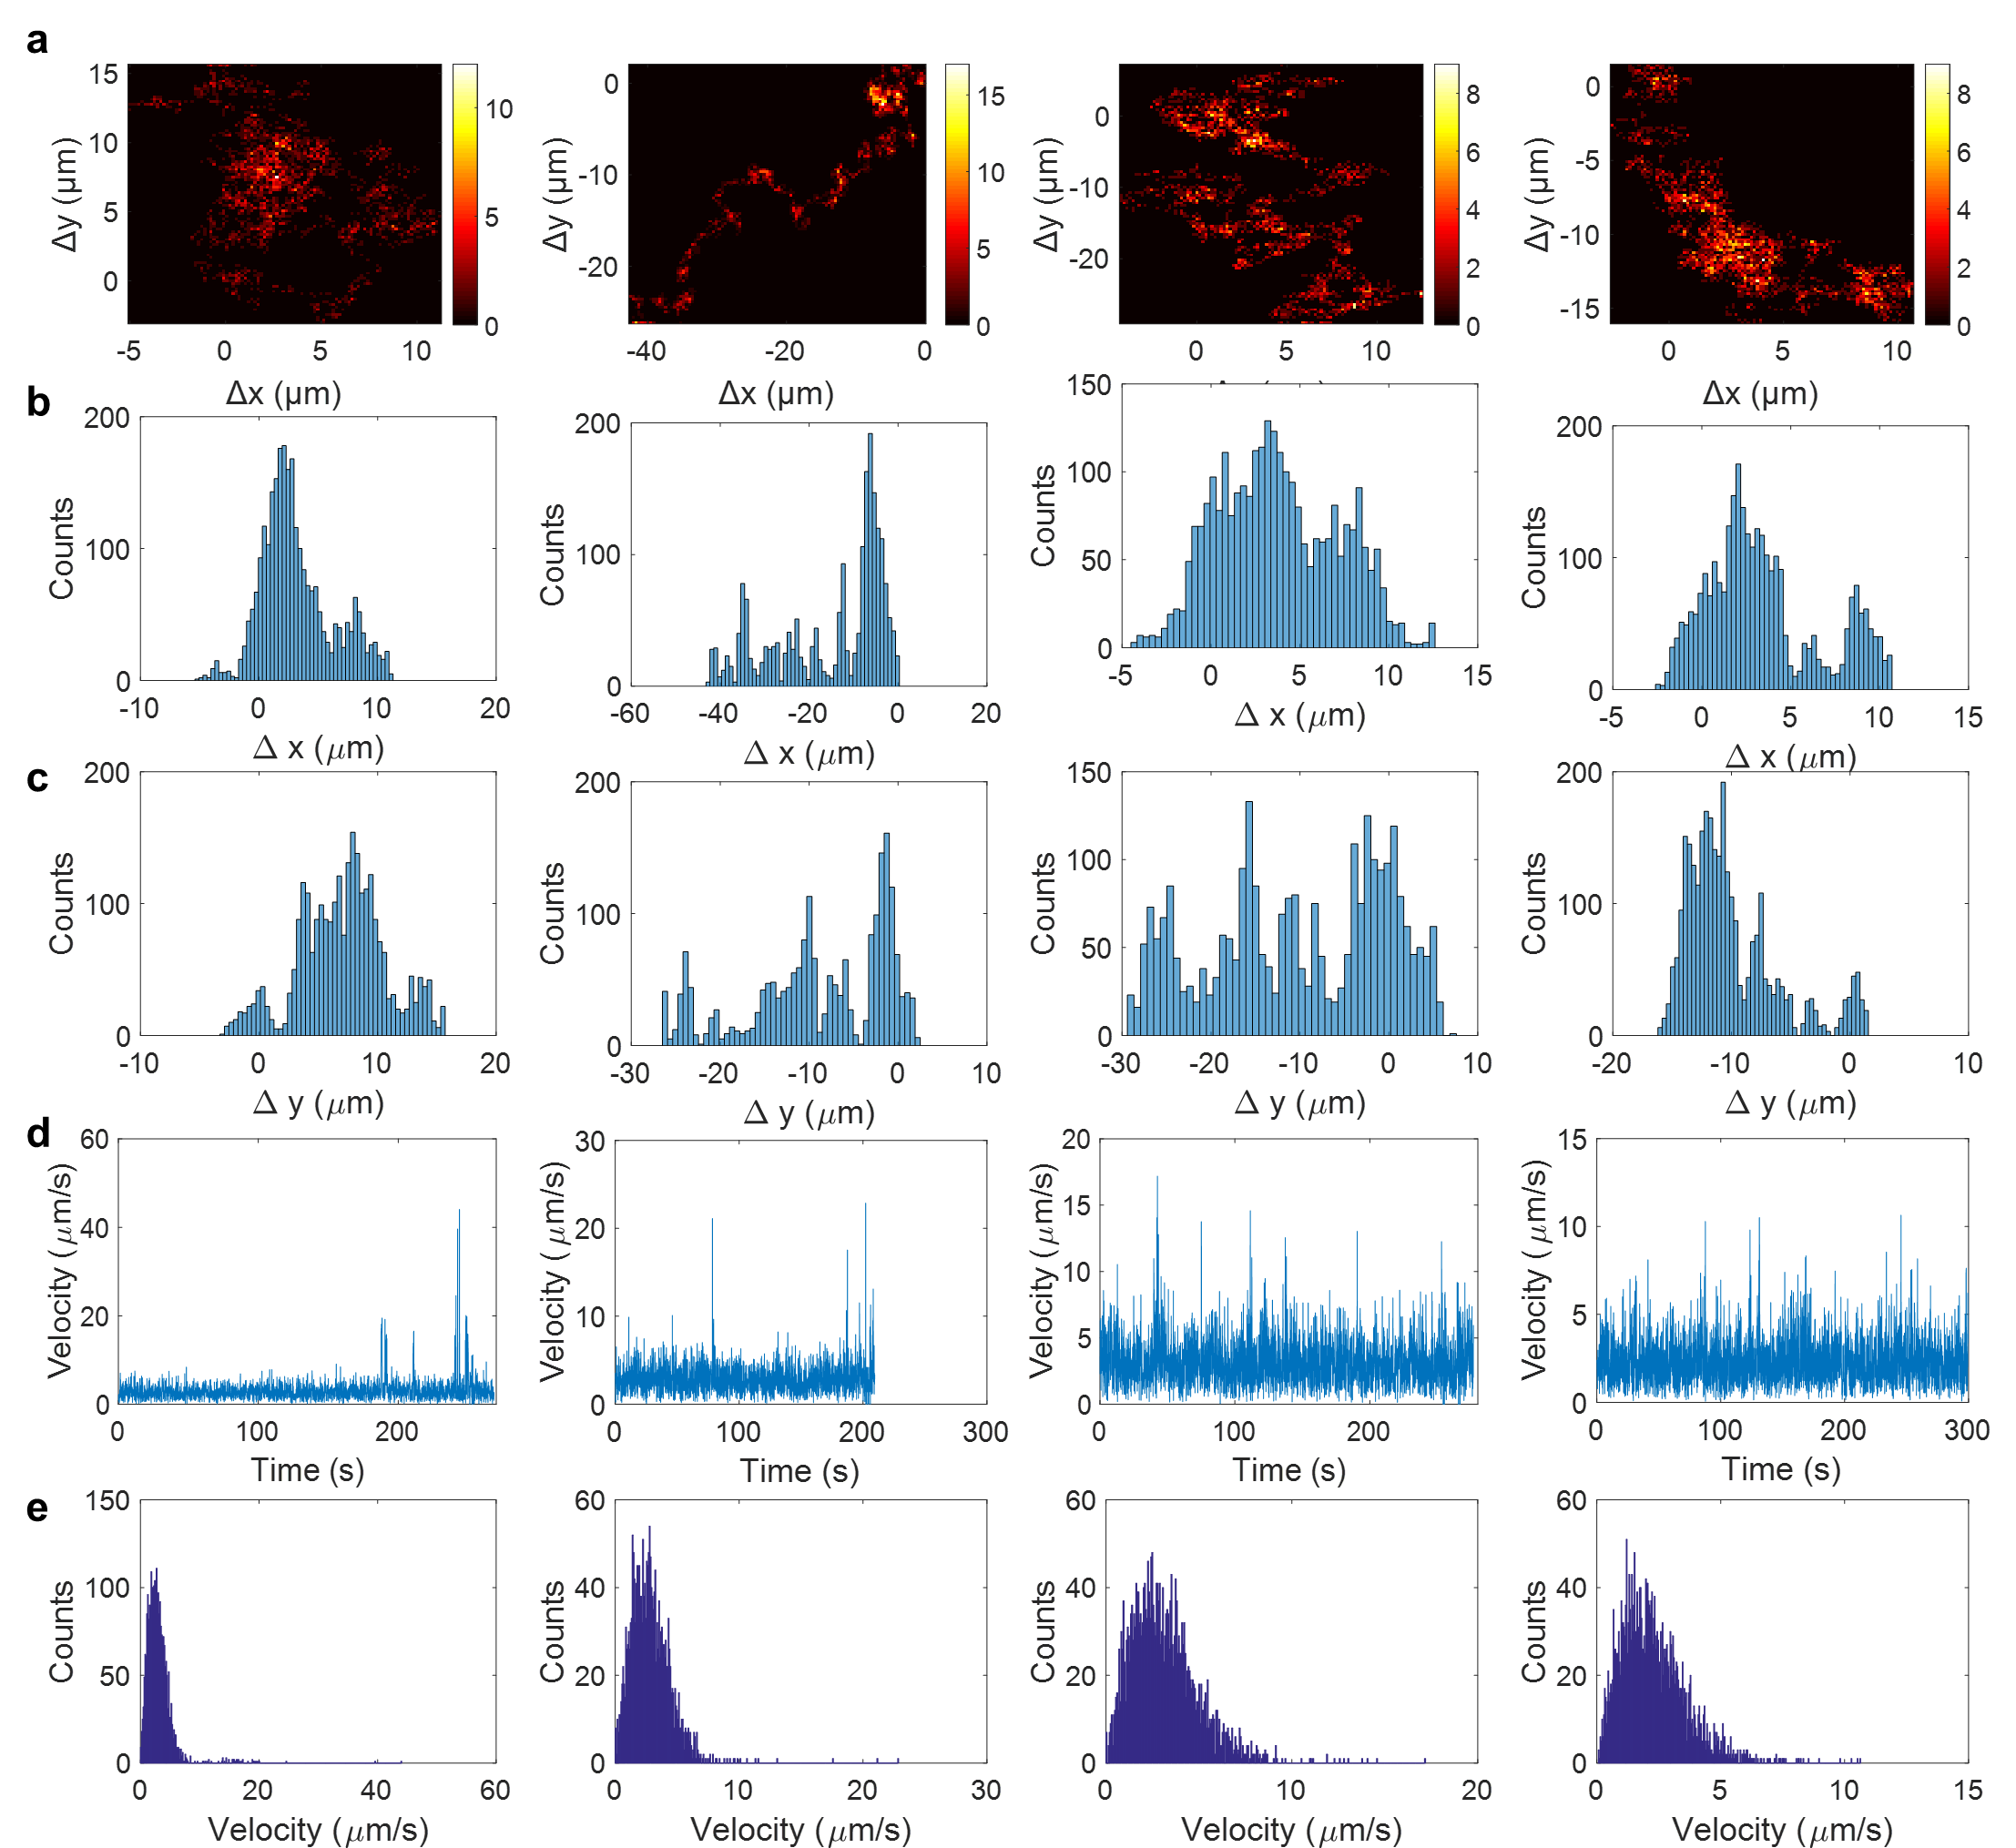 a
15
10
5
0
-5 0 5 10
Δx (µm)
Δy (µm)
10
5
0
0
-10
-20
-40 -20 0
Δx (µm)
Δy (µm)
15
10
5
0
0
-10
-20
0 5 10
Δy (µm)
8
6
4
2
0
0
-5
-10
-15
0 5 10
Δx (µm)
Δy (µm)
8
6
4
2
0
b
200
100
0
Counts
-10 0 10 20
Δ x (μm)
200
100
0
Counts
-60 -40 -20 0 20
Δ x (μm)
150
100
50
0
Counts
-5 0 5 10 15
Δ x (μm)
200
100
0
Counts
-5 0 5 10 15
Δ x (μm)
c
200
100
0
Counts
-10 0 10 20
Δ y (μm)
200
100
0
Counts
-30 -20 -10 0 10
Δ y (μm)
150
100
50
0
Counts
-30 -20 -10 0 10
Δ y (μm)
200
100
0
Counts
-20 -10 0 10
Δ y (μm)
d
60
40
20
0
Velocity (μm/s)
0 100 200
Time (s)
30
20
10
0
Velocity (μm/s)
0 100 200 300
Time (s)
20
15
10
5
0
Velocity (μm/s)
0 100 200
Time (s)
15
10
5
0
Velocity (μm/s)
0 100 200 300
Time (s)
e
150
100
50
0
Counts
0 20 40 60
Velocity (μm/s)
60
40
20
0
Counts
0 10 20 30
Velocity (μm/s)
60
40
20
0
Counts
0 10 20
Velocity (μm/s)
60
40
20
0
Counts
0 5 10 15
Velocity (μm/s)